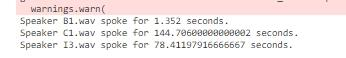 warnings.warn(
Speaker B1.wav spoke for 1.352 seconds.
Speaker C1.wav spoke for 144.70600000000002 seconds.
Speaker I3.wav spoke for 78.41197916666667 seconds.